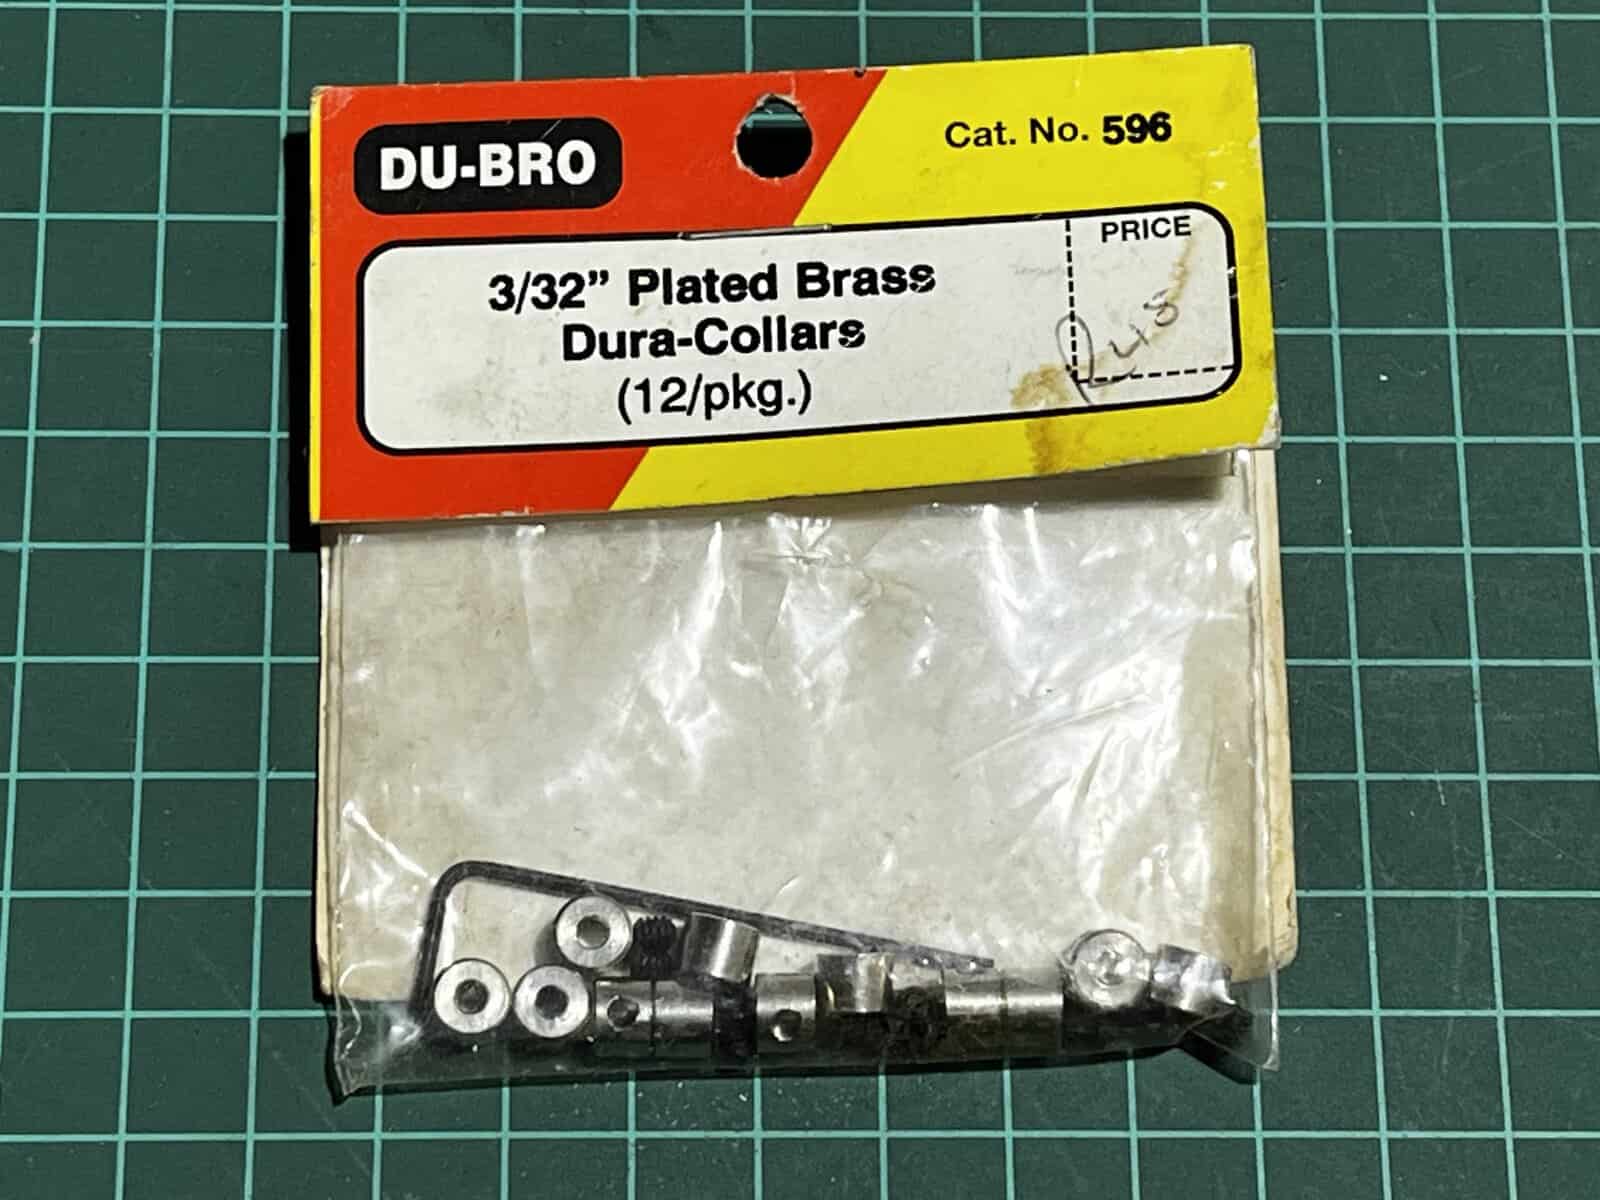 DU-BRO
Cat. No. 596
3/32" Plated Brass
Dura-Collars
(12/pkg.)
PRICE